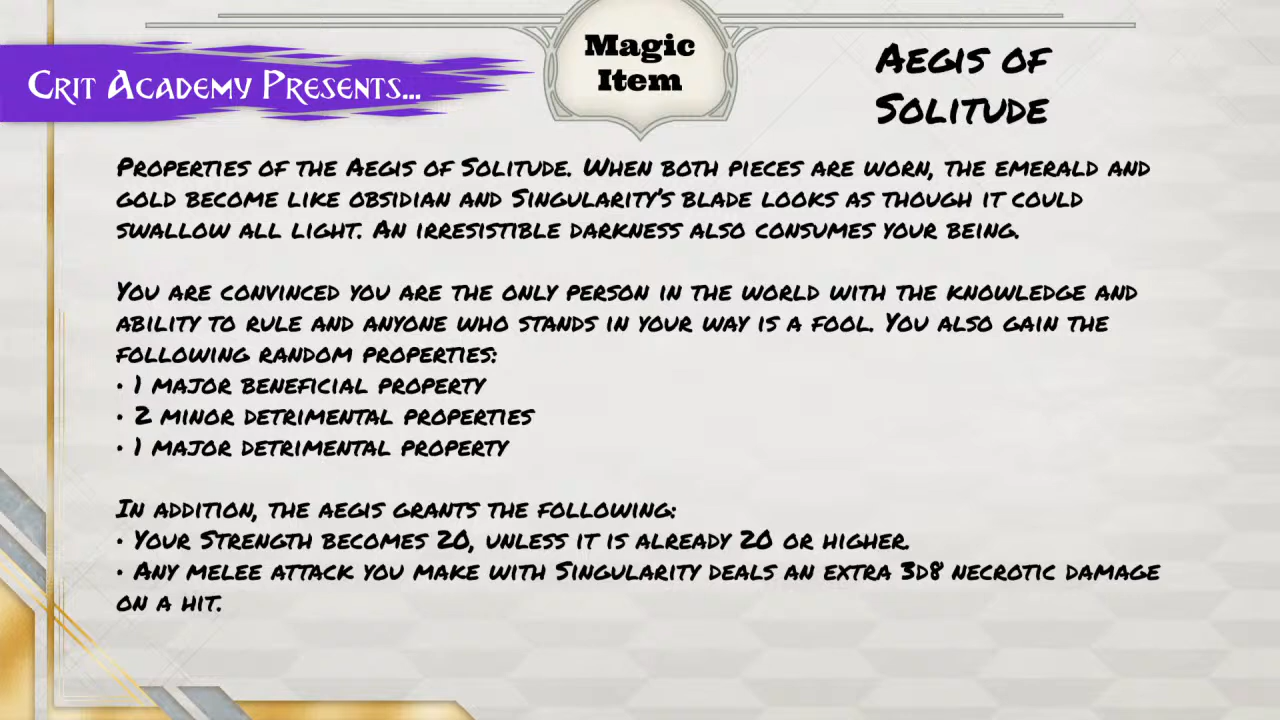 Crit Academy Presents...
Magic
Item
Aegis of
Solitude
Properties of the Aegis of Solitude. When both pieces are worn, the emerald and
gold become like obsidian and Singularity's blade looks as though it could
swallow all light. An irresistible darkness also consumes your being.
You are convinced you are the only person in the world with the knowledge and
ability to rule and anyone who stands in your way is a fool. You also gain the
following random properties:
• 1 major beneficial property
• 2 minor detrimental properties
• 1 major detrimental property
In addition, the aegis grants the following:
• Your Strength becomes 20, unless it is already 20 or higher.
• Any melee attack you make with Singularity deals an extra 3d8 necrotic damage
on a hit.